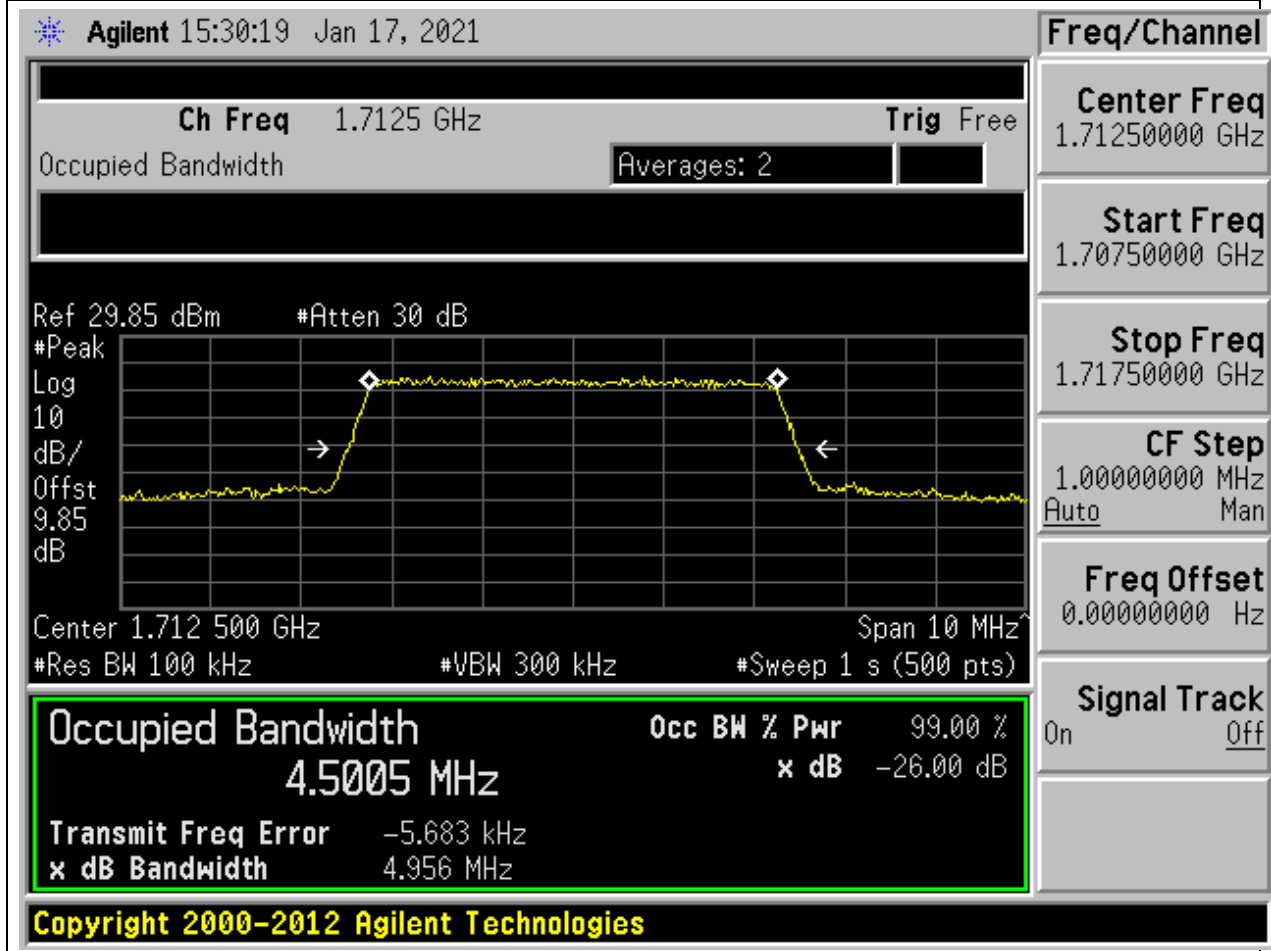 Agilent 15:30:19 Jan 17, 2021
Freq/Channel
Ch Freq 1.7125 GHz Trig Free
Occupied Bandwidth Averages: 2
Ref 29.85 dBm #Atten 30 dB
#Peak
Log
10
dB/
Offst
9.85
dB
Center 1.712 500 GHz Span 10 MHz^
#Res BW 100 kHz #VBW 300 kHz #Sweep 1 s (500 pts)
Occupied Bandwidth Occ BW % Pwr 99.00 %
4.5005 MHz x dB -26.00 dB
Transmit Freq Error -5.683 kHz
x dB Bandwidth 4.956 MHz
Center Freq
1.71250000 GHz
Start Freq
1.70750000 GHz
Stop Freq
1.71750000 GHz
CF Step
1.00000000 MHz
Auto Man
Freq Offset
0.00000000 Hz
Signal Track
On Off
Copyright 2000-2012 Agilent Technologies